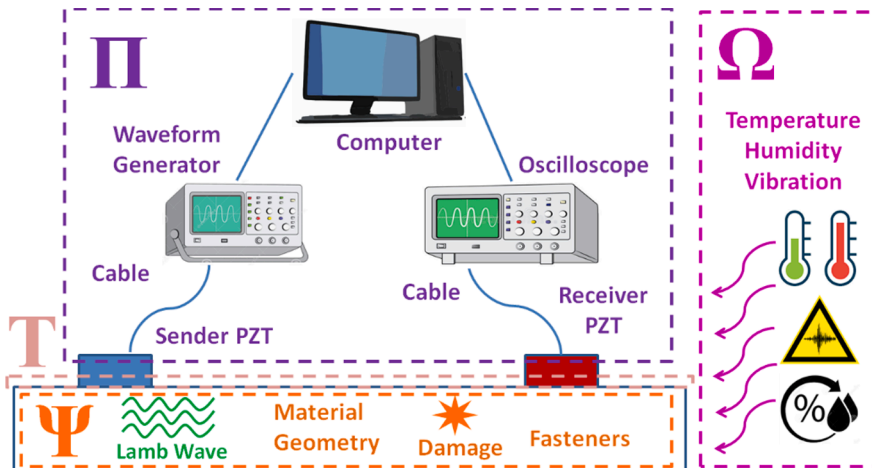 Π
Ω
Waveform
Generator
Computer
Oscilloscope
Temperature
Humidity
Vibration
Cable
Cable
Receiver
PZT
Sender PZT
T
Ψ
Lamb Wave
Material
Geometry
Damage
Fasteners
%